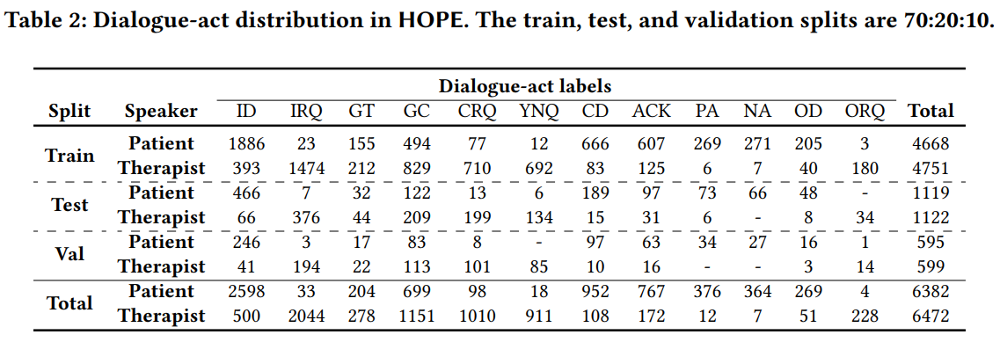 Table 2: Dialogue-act distribution in HOPE. The train, test, and validation splits are 70:20:10.
Dialogue-act labels
Split Speaker ID IRQ GT GC CRQ YNQ CD ACK PA NA OD ORQ Total
Train Patient 1886 23 155 494 77 12 666 607 269 271 205 3 4668
Therapist 393 1474 212 829 710 692 83 125 6 7 40 180 4751
Test Patient 466 7 32 122 13 6 189 97 73 66 48 - 1119
Therapist 66 376 44 209 199 134 15 31 6 - 8 34 1122
Val Patient 246 3 17 83 8 - 97 63 34 27 16 1 595
Therapist 41 194 22 113 101 85 10 16 - - 3 14 599
Total Patient 2598 33 204 699 98 18 952 767 376 364 269 4 6382
Therapist 500 2044 278 1151 1010 911 108 172 12 7 51 228 6472